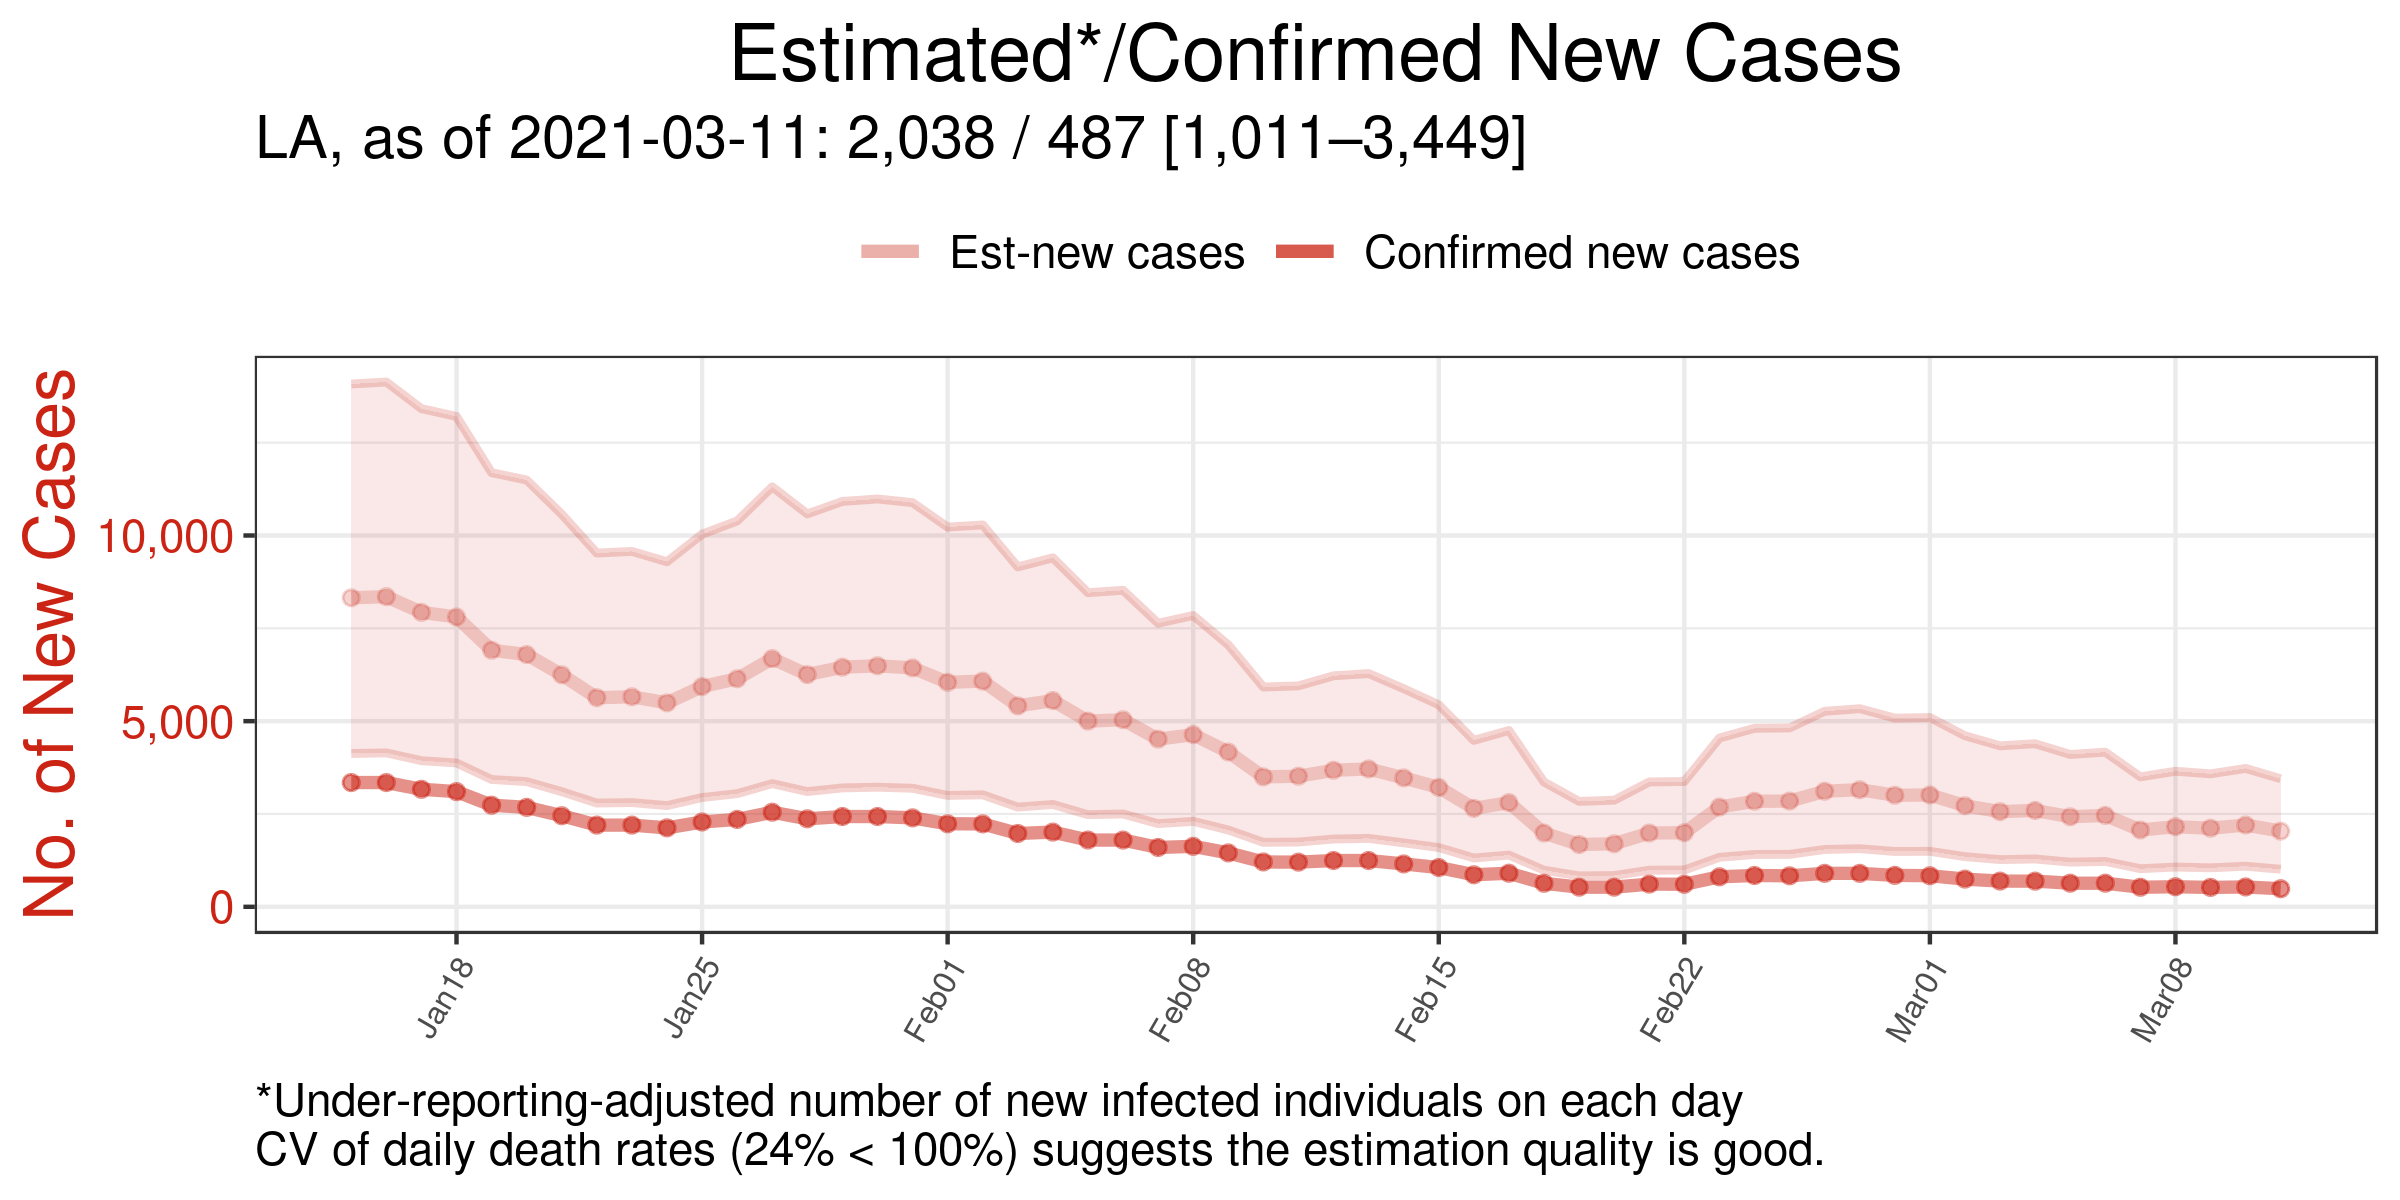 Estimated*/Confirmed New Cases
LA, as of 2021-03-11: 2,038 / 487 [1,011–3,449]
Est-new cases
Confirmed new cases
No. of New Cases
10,000
5,000
0
Jan18
Jan25
Feb01
Feb08
Feb15
Feb22
Mar01
Mar08
*Under-reporting-adjusted number of new infected individuals on each day
CV of daily death rates (24% < 100%) suggests the estimation quality is good.